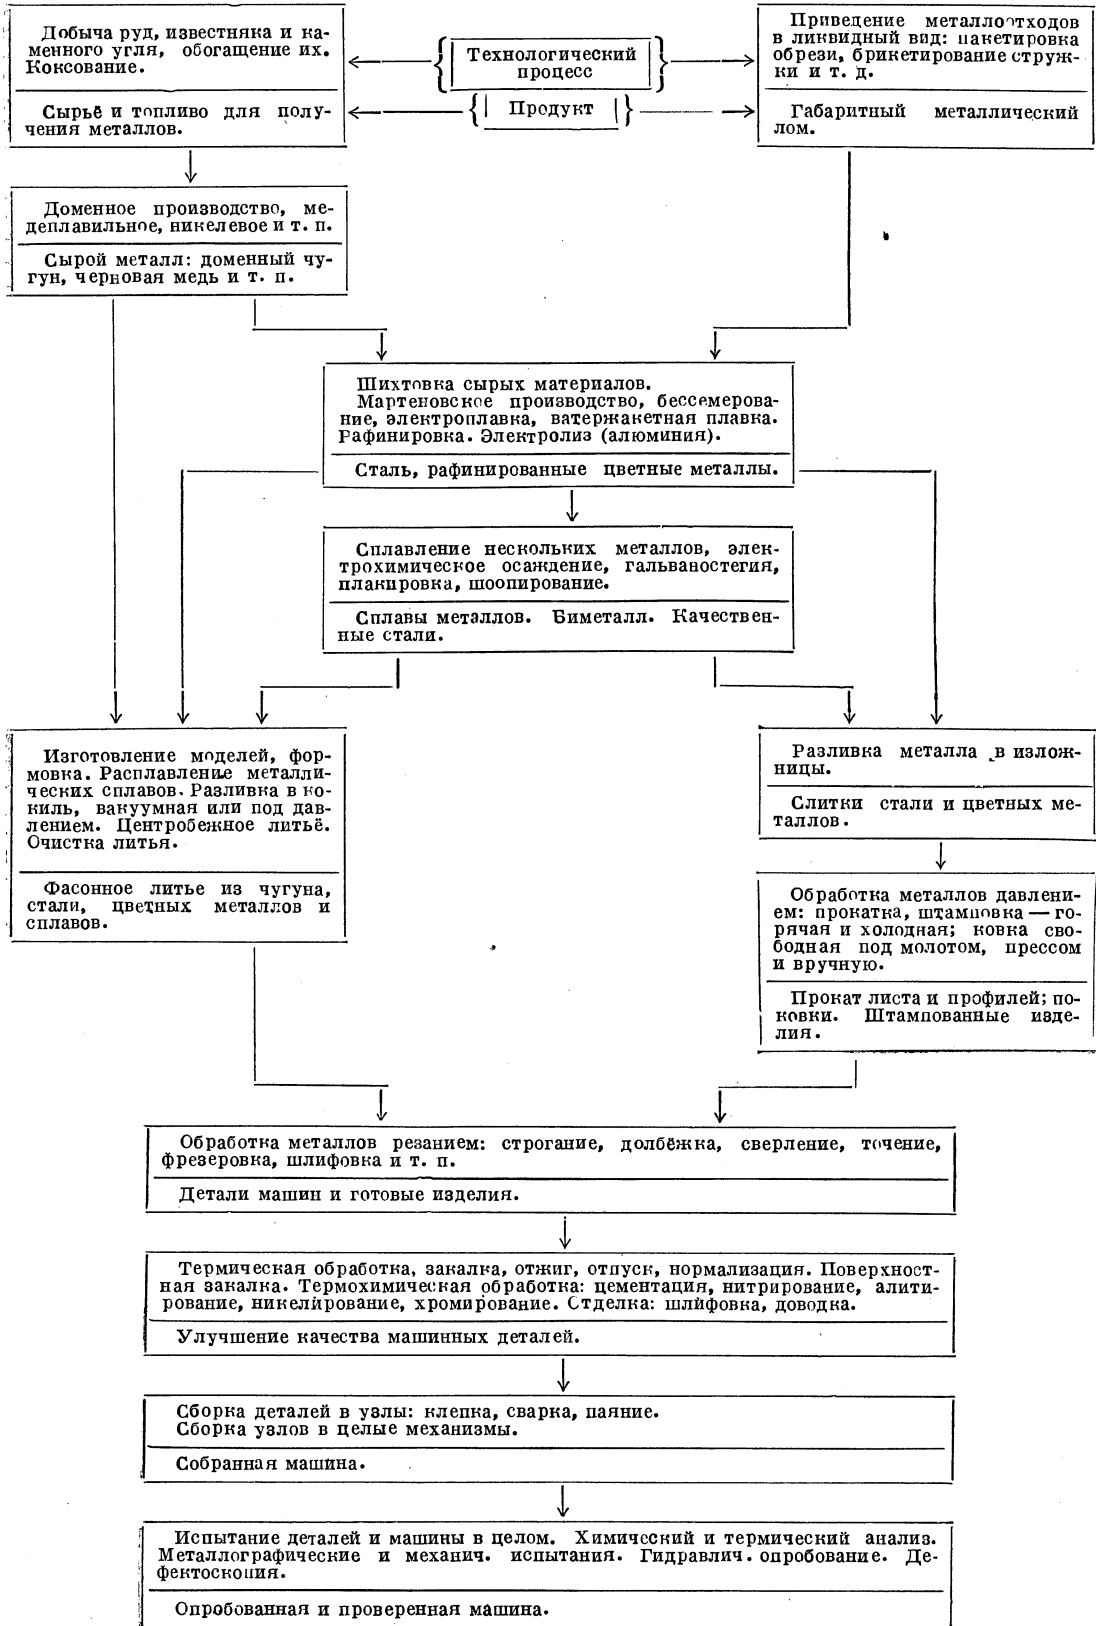 Добыча руд, известняка и ка-
менного угля, обогащение их.
Коксование.
Сырьё и топливо для полу-
чения металлов.
Технологический
процесс
Продукт
Приведение металлоотходов
в ликвидный вид: пакетировка
обрези, брикетирование струж-
ки и т. д.
Габаритный металлический
лом.
Доменное производство, ме-
деплавильное, никелевое и т. п.
Сырой металл: доменный чу-
гун, черновая медь и т. п.
Шихтовка сырых материалов.
Мартеновское производство, бессемерова-
ние, электроплавка, ватержакетная плавка.
Рафинировка. Электролиз (алюминия).
Сталь, рафинированные цветные металлы.
Сплавление нескольких металлов, элек-
трохимическое осаждение, гальваностегия,
плакировка, шоопирование.
Сплавы металлов. Биметалл. Качествен-
ные стали.
Изготовление моделей, фор-
мовка. Расплавление металли-
ческих сплавов. Разливка в ко-
киль, вакуумная или под дав-
лением. Центробежное литьё.
Очистка литья.
Фасонное литье из чугуна,
стали, цветных металлов и
сплавов.
Разливка металла в излож-
ницы.
Слитки стали и цветных ме-
таллов.
Обработка металлов давлени-
ем: прокатка, штамповка — го-
рячая и холодная; ковка сво-
бодная под молотом, прессом
и вручную.
Прокат листа и профилей; по-
ковки. Штампованные изде-
лия.
Обработка металлов резанием: строгание, долбёжка, сверление, точение,
фрезеровка, шлифовка и т. п.
Детали машин и готовые изделия.
Термическая обработка, закалка, отжиг, отпуск, нормализация. Поверхност-
ная закалка. Термохимическая обработка: цементация, нитрирование, алити-
рование, никелирование, хромирование. Отделка: шлифовка, доводка.
Улучшение качества машинных деталей.
Сборка деталей в узлы: клепка, сварка, паяние.
Сборка узлов в целые механизмы.
Собранная машина.
Испытание деталей и машины в целом. Химический и термический анализ.
Металлографические и механич. испытания. Гидравлич. опробование. Де-
фектоскопия.
Опробованная и проверенная машина.